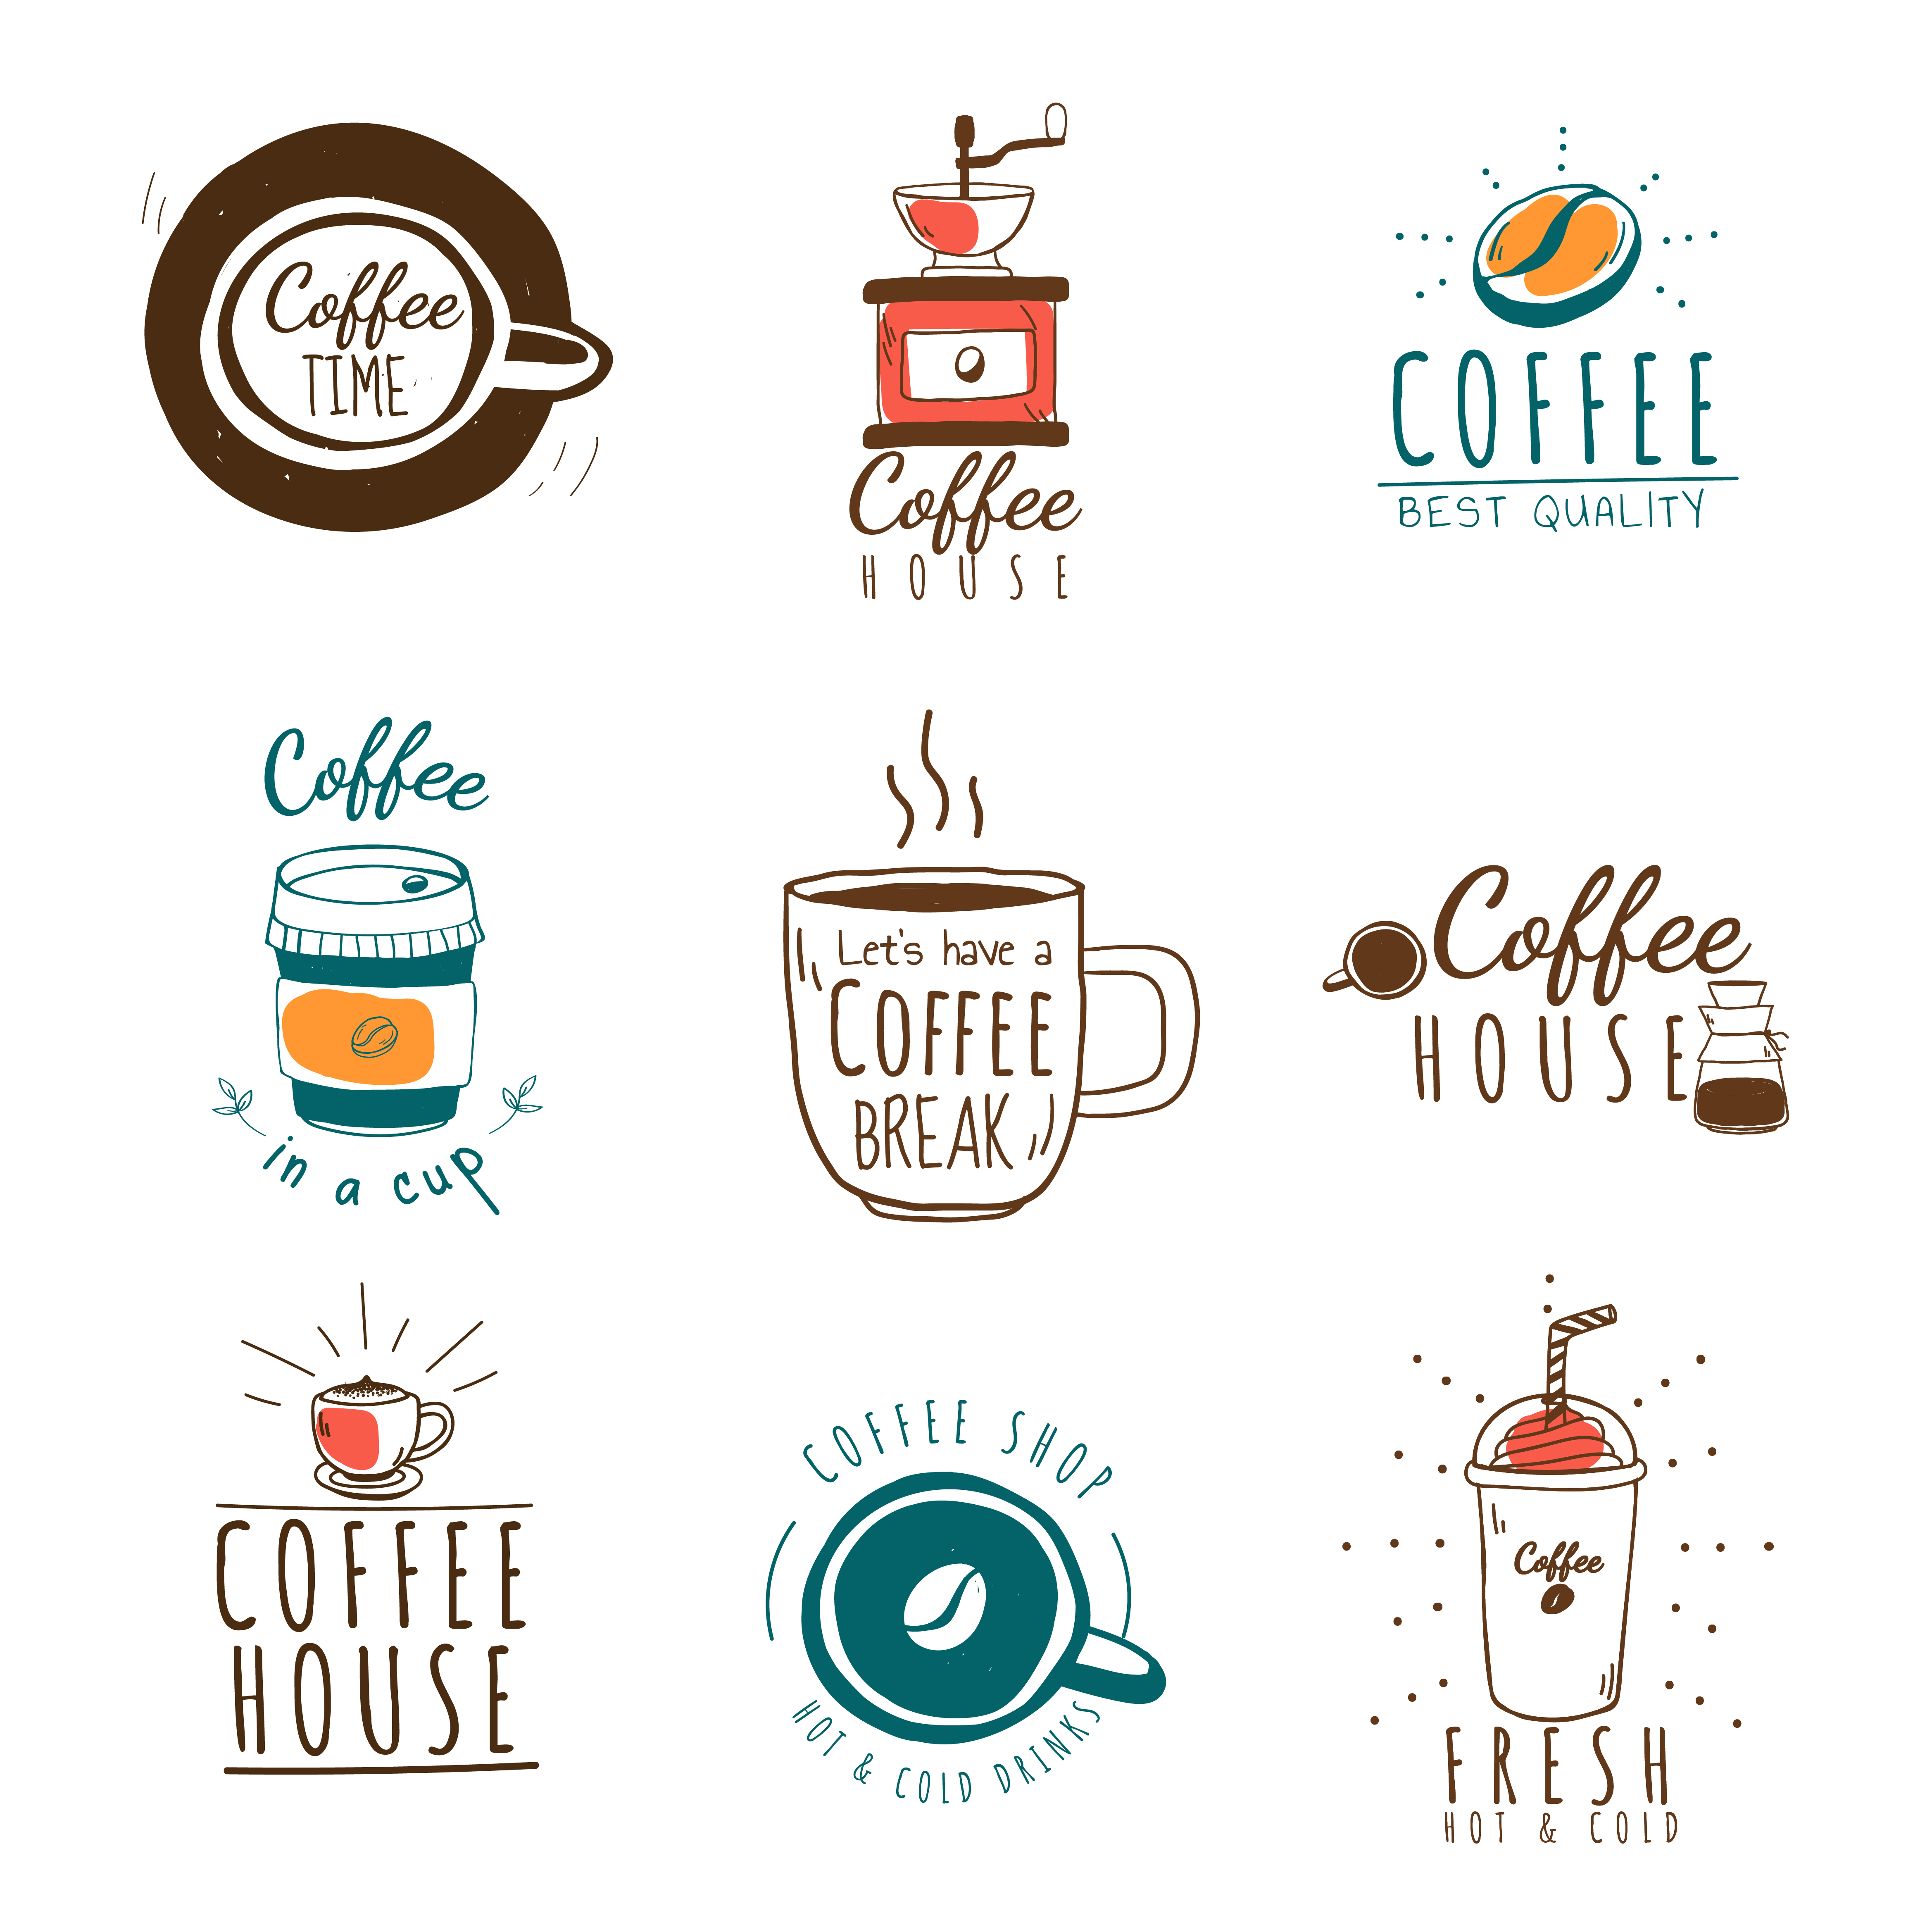 Coffee
TIME
Coffee
HOUSE
COFFEE
BEST QUALITY
Coffee
in a cup
Let's have a
COFFEE
BREAK
Coffee
HOUSE
COFFEE
HOUSE
COFFEE SHOP
HOT & COLD DRINKS
Coffee
FRESH
HOT & COLD